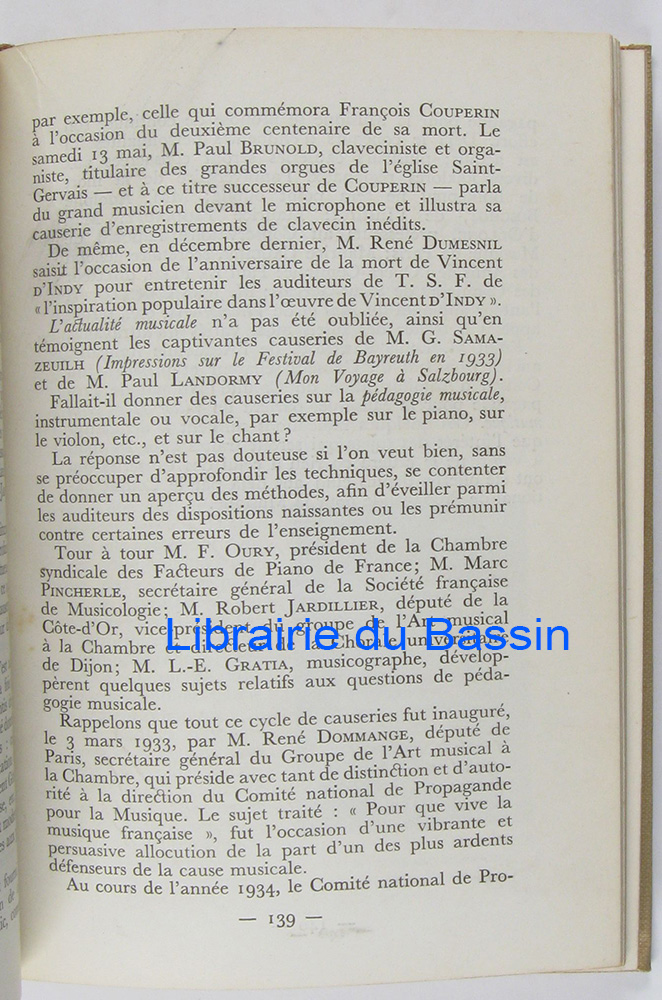 par exemple, celle qui commémora François COUPERIN
à l'occasion du deuxième centenaire de sa mort. Le
samedi 13 mai, M. Paul BRUNOLD, claveciniste et orga-
niste, titulaire des grandes orgues de l'église Saint-
Gervais — et à ce titre successeur de COUPERIN — parla
du grand musicien devant le microphone et illustra sa
causerie d'enregistrements de clavecin inédits.
De même, en décembre dernier, M. René DUMESNIL
saisit l'occasion de l'anniversaire de la mort de Vincent
D'INDY pour entretenir les auditeurs de T. S. F. de
« l'inspiration populaire dans l'œuvre de Vincent D'INDY ».
L'actualité musicale n'a pas été oubliée, ainsi qu'en
témoignent les captivantes causeries de M. G. SAMA-
ZEUILH (Impressions sur le Festival de Bayreuth en 1933)
et de M. Paul LANDORMY (Mon Voyage à Salzbourg).
Fallait-il donner des causeries sur la pédagogie musicale,
instrumentale ou vocale, par exemple sur le piano, sur
le violon, etc., et sur le chant ?
La réponse n'est pas douteuse si l'on veut bien, sans
se préoccuper d'approfondir les techniques, se contenter
de donner un aperçu des méthodes, afin d'éveiller parmi
les auditeurs des dispositions naissantes ou les prémunir
contre certaines erreurs de l'enseignement.
Tour à tour M. F. OURY, président de la Chambre
syndicale des Facteurs de Piano de France; M. Marc
PINCHERLE, secrétaire général de la Société française
de Musicologie; M. Robert JARDILLIER, député de la
Côte-d'Or, vice-président du groupe de l'Art musical
à la Chambre et directeur de la Chorale universitaire
de Dijon; M. L.-E. GRATIA, musicographe, dévelop-
pèrent quelques sujets relatifs aux questions de péda-
gogie musicale.
Rappelons que tout ce cycle de causeries fut inauguré,
le 3 mars 1933, par M. René DOMMANGE, député de
Paris, secrétaire général du Groupe de l'Art musical à
la Chambre, qui préside avec tant de distinction et d'auto-
rité à la direction du Comité national de Propagande
pour la Musique. Le sujet traité : « Pour que vive la
musique française », fut l'occasion d'une vibrante et
persuasive allocution de la part d'un des plus ardents
défenseurs de la cause musicale.
Au cours de l'année 1934, le Comité national de Pro-
— 139 —
Librairie du Bassin